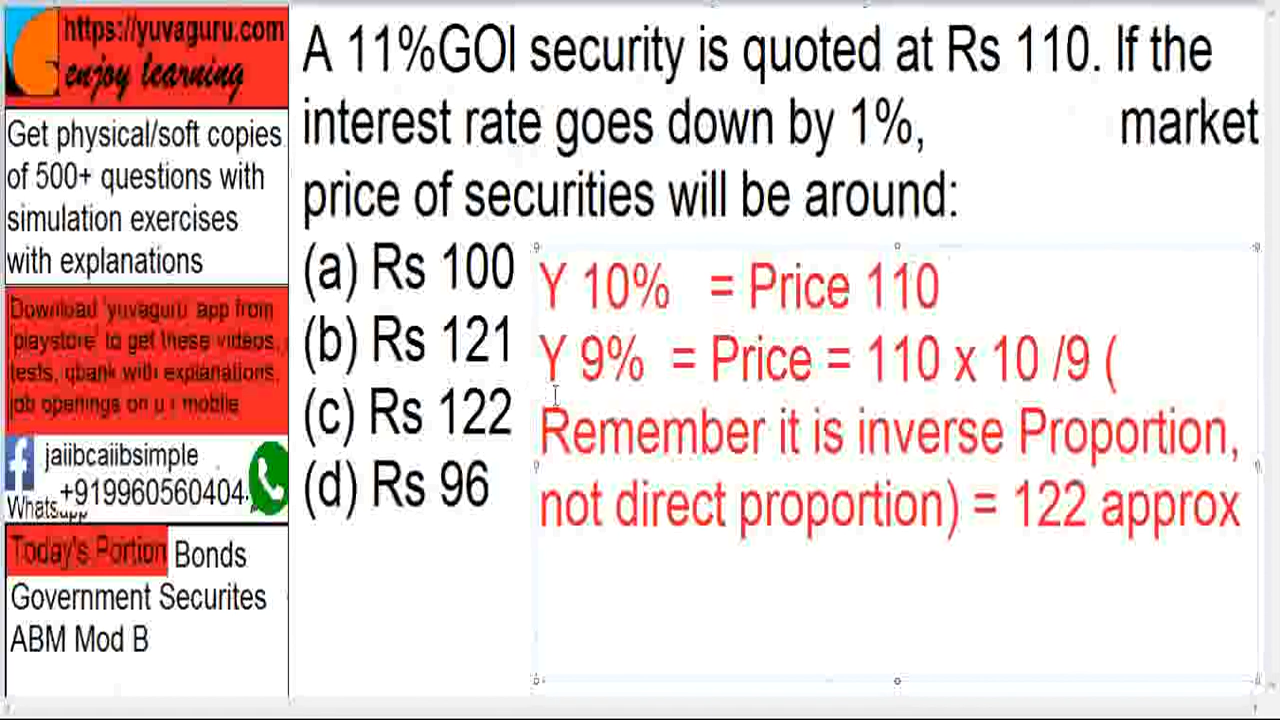 https://yuvaguru.com
enjoy learning
Get physical/soft copies
of 500+ questions with
simulation exercises
with explanations
Download 'yuvaguru' app from
'playstore' to get these videos,
tests, qbank with explanations,
job openings on u r mobile
jaiibcaiibsimple
+919960560404
Whatsapp
Today's Portion Bonds
Government Securites
ABM Mod B
A 11%GOI security is quoted at Rs 110. If the
interest rate goes down by 1%, market
price of securities will be around:
(a) Rs 100
(b) Rs 121
(c) Rs 122
(d) Rs 96
Y 10% = Price 110
Y 9% = Price = 110 x 10 /9 (
Remember it is inverse Proportion,
not direct proportion) = 122 approx